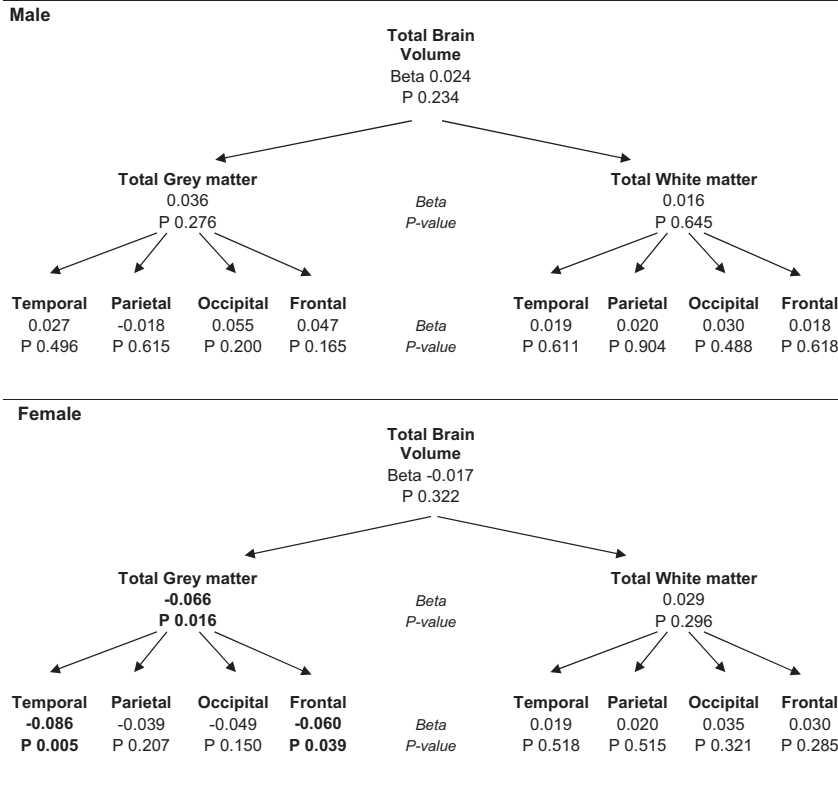 Male
Total Brain
Volume
Beta 0.024
P 0.234
Total Grey matter Total White matter
0.036 Beta 0.016
P 0.276 P-value P 0.645
Temporal Parietal Occipital Frontal Temporal Parietal Occipital Frontal
0.027 -0.018 0.055 0.047 Beta 0.019 0.020 0.030 0.018
P 0.496 P 0.615 P 0.200 P 0.165 P-value P 0.611 P 0.904 P 0.488 P 0.618
Female
Total Brain
Volume
Beta -0.017
P 0.322
Total Grey matter Total White matter
-0.066 Beta 0.029
P 0.016 P-value P 0.296
Temporal Parietal Occipital Frontal Temporal Parietal Occipital Frontal
-0.086 -0.039 -0.049 -0.060 Beta 0.019 0.020 0.035 0.030
P 0.005 P 0.207 P 0.150 P 0.039 P-value P 0.518 P 0.515 P 0.321 P 0.285